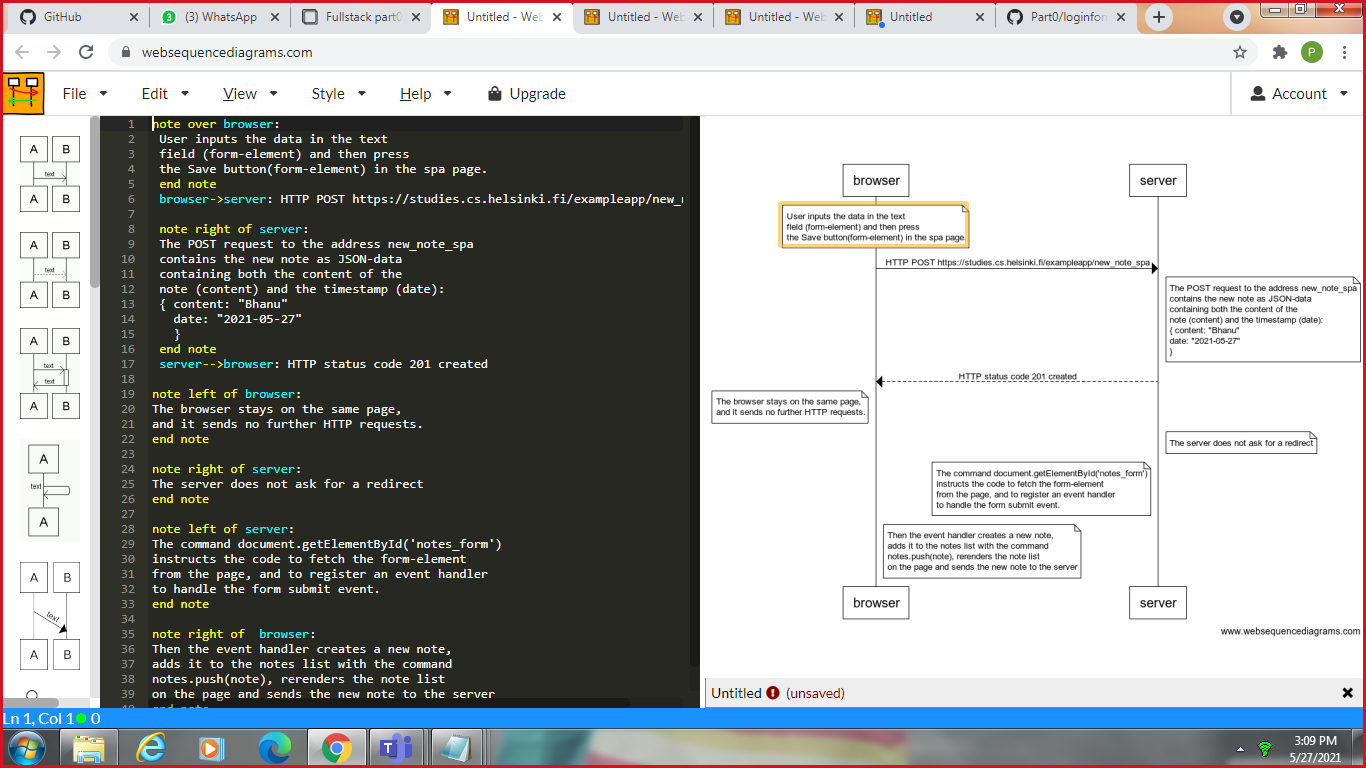 GitHub
(3) WhatsApp
Fullstack part0
Untitled - Web
Untitled - Web
Untitled - Web
Untitled
Part0/loginfor
websequencediagrams.com
P
File Edit View Style Help Upgrade Account
A B
text
A B
A B
text
A B
A B
text
text
A B
A
text
A
A B
text
A B
1 note over browser:
2 User inputs the data in the text
3 field (form-element) and then press
4 the Save button(form-element) in the spa page.
5 end note
6 browser->server: HTTP POST https://studies.cs.helsinki.fi/exampleapp/new_
7
8 note right of server:
9 The POST request to the address new_note_spa
10 contains the new note as JSON-data
11 containing both the content of the
12 note (content) and the timestamp (date):
13 { content: "Bhanu"
14 date: "2021-05-27"
15 }
16 end note
17 server-->browser: HTTP status code 201 created
18
19 note left of browser:
20 The browser stays on the same page,
21 and it sends no further HTTP requests.
22 end note
23
24 note right of server:
25 The server does not ask for a redirect
26 end note
27
28 note left of server:
29 The command document.getElementById('notes_form')
30 instructs the code to fetch the form-element
31 from the page, and to register an event handler
32 to handle the form submit event.
33 end note
34
35 note right of  browser:
36 Then the event handler creates a new note,
37 adds it to the notes list with the command
38 notes.push(note), rerenders the note list
39 on the page and sends the new note to the server
40 end note
browser server
User inputs the data in the text
field (form-element) and then press
the Save button(form-element) in the spa page.
HTTP POST https://studies.cs.helsinki.fi/exampleapp/new_note_spa
The POST request to the address new_note_spa
contains the new note as JSON-data
containing both the content of the
note (content) and the timestamp (date):
{ content: "Bhanu"
date: "2021-05-27"
}
HTTP status code 201 created
The browser stays on the same page,
and it sends no further HTTP requests.
The server does not ask for a redirect
The command document.getElementById('notes_form')
instructs the code to fetch the form-element
from the page, and to register an event handler
to handle the form submit event.
Then the event handler creates a new note,
adds it to the notes list with the command
notes.push(note), rerenders the note list
on the page and sends the new note to the server
browser server
www.websequencediagrams.com
Untitled (unsaved)
Ln 1, Col 1 0
3:09 PM
5/27/2021